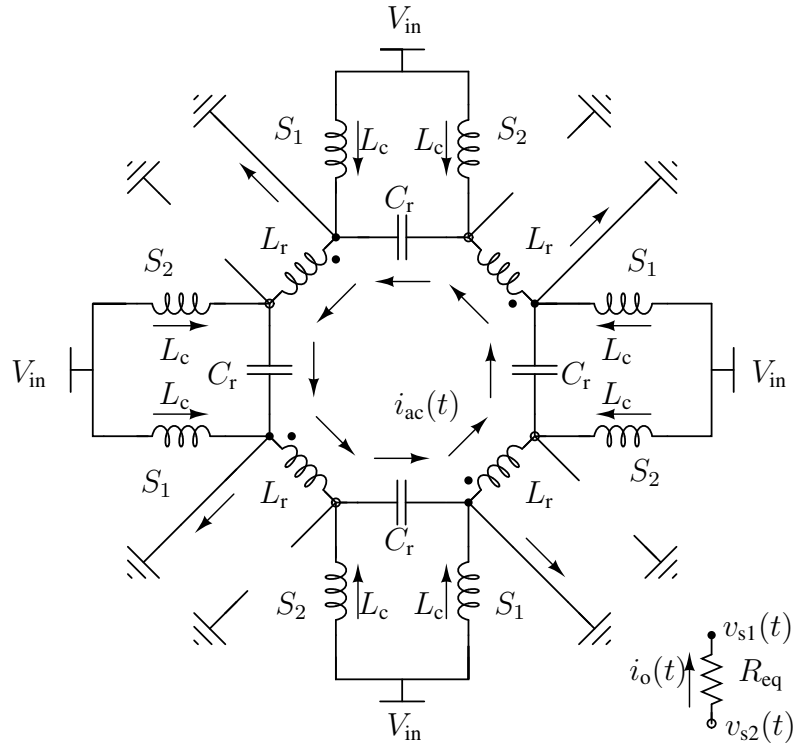 V_in
S_1 L_c L_c S_2
C_r
L_r L_r
S_2 S_1
L_c L_c
V_in C_r C_r V_in
L_c i_ac(t) L_c
S_1 L_r L_r S_2
C_r
S_2 L_c L_c S_1
v_s1(t)
i_o(t) R_eq
V_in v_s2(t)